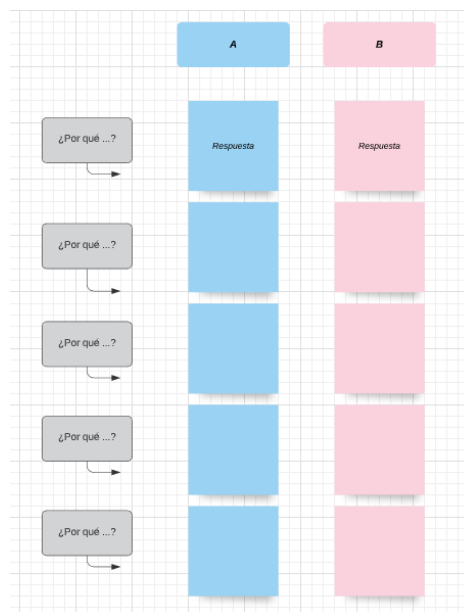 A
B
¿Por qué ...?
Respuesta
Respuesta
¿Por qué ...?
¿Por qué ...?
¿Por qué ...?
¿Por qué ...?